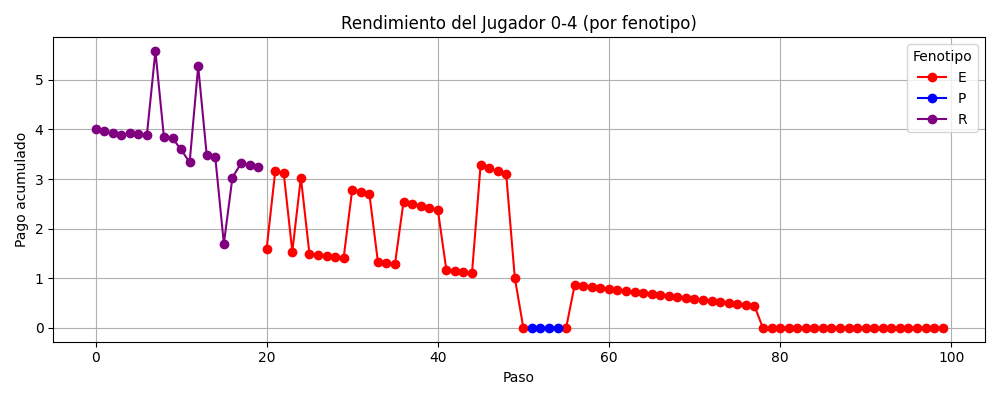 Rendimiento del Jugador 0-4 (por fenotipo)
Fenotipo
E
P
R
Pago acumulado
5
4
3
2
1
0
0 20 40 60 80 100
Paso